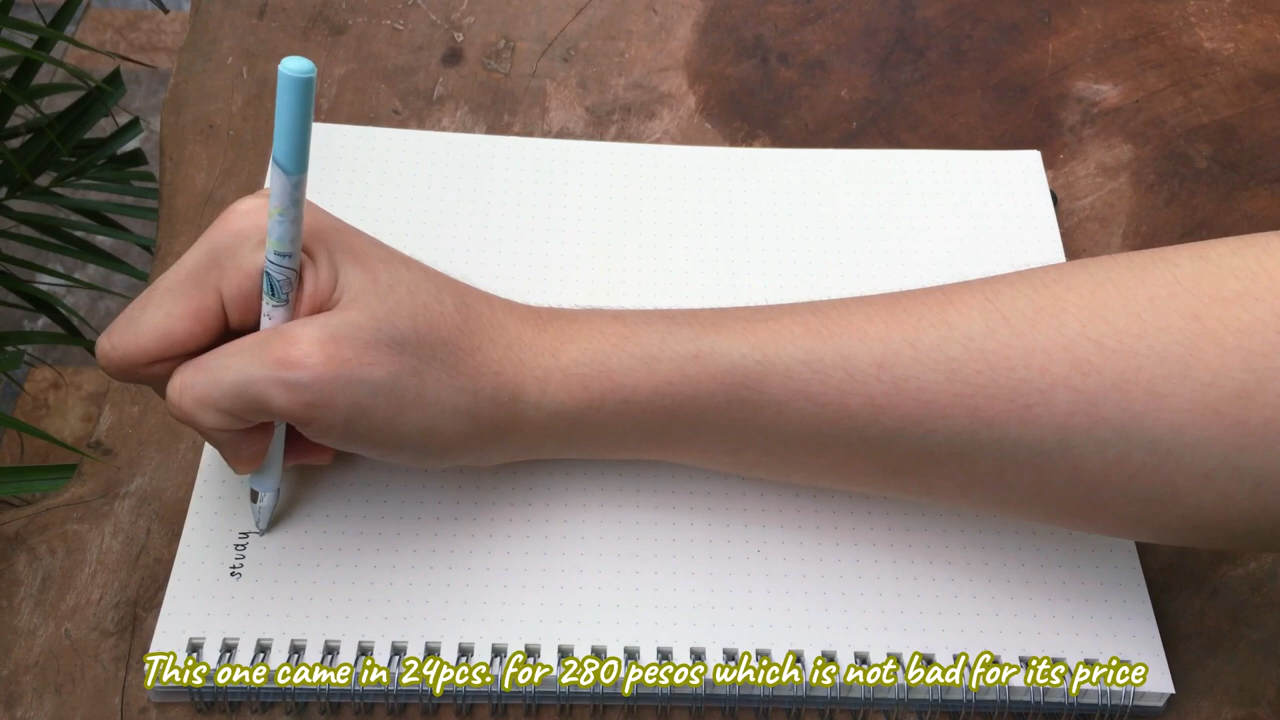 study
This one came in 24pcs. for 280 pesos which is not bad for its price